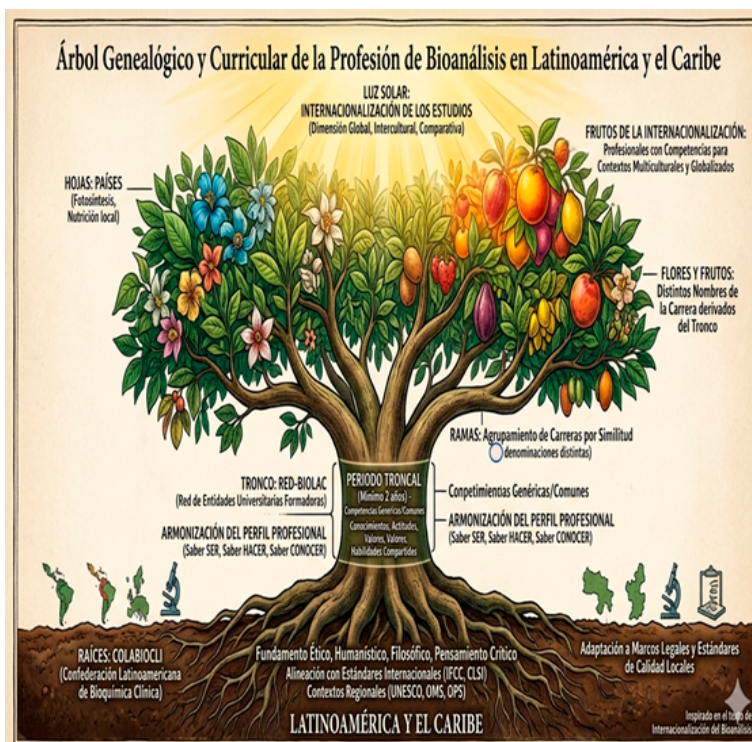 Árbol Genealógico y Curricular de la Profesión de Bioanálisis en Latinoamérica y el Caribe
LUZ SOLAR:
INTERNACIONALIZACIÓN DE LOS ESTUDIOS
(Dimensión Global, Intercultural, Comparativa)
FRUTOS DE LA INTERNACIONALIZACIÓN:
Profesionales con Competencias para
Contextos Multiculturales y Globalizados
HOJAS: PAÍSES
(Fotosíntesis,
Nutrición local)
FLORES Y FRUTOS:
Distintos Nombres de
la Carrera derivados
del Tronco
RAMAS: Agrupamiento de Carreras por Similitud
denominaciones distintas)
TRONCO: RED-BIOLAC
(Red de Entidades Universitarias Formadoras)
ARMONIZACIÓN DEL PERFIL PROFESIONAL
(Saber SER, Saber HACER, Saber CONOCER)
PERIODO TRONCAL
(Mínimo 2 años) -
Competencias Genéricas/Comunes
Conocimientos, Actitudes,
Valores, Valores,
Habilidades Compartides
Conpetimientias Genéricas/Comunes
ARMONIZACIÓN DEL PERFIL PROFESIONAL
(Saber SER, Saber HACER, Saber CONOCER)
RAÍCES: COLABIOCLI
(Confederación Latinoamericana
de Bioquímica Clínica)
Fundamento Ético, Humanístico, Filosófico, Pensamiento Crítico
Alineación con Estándares Internacionales (IFCC, CLSI)
Contextos Regionales (UNESCO, OMS, OPS)
LATINOAMÉRICA Y EL CARIBE
Adaptación a Marcos Legales y Estándares
de Calidad Locales
Inspirado en el texto de
Internacionalización del Bioanálisis